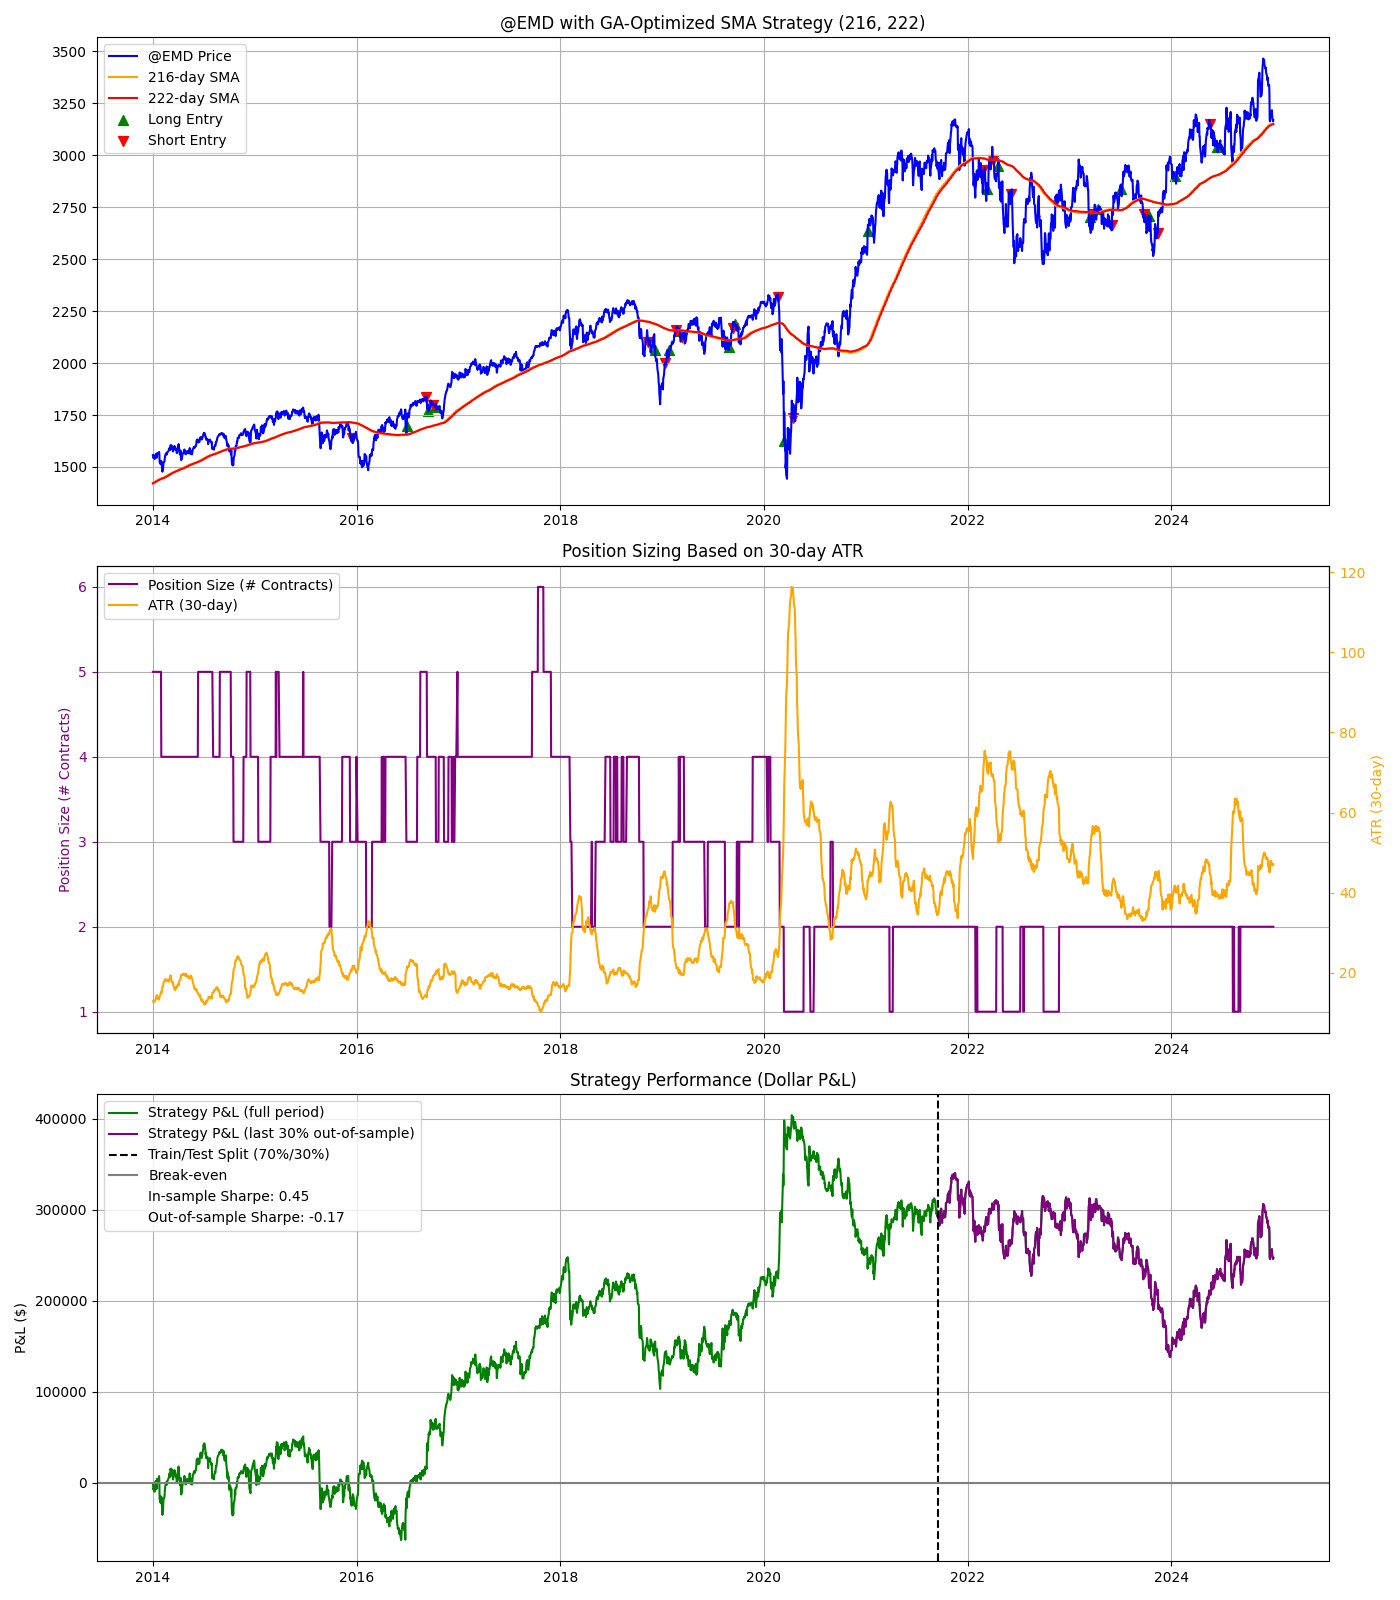 @EMD with GA-Optimized SMA Strategy (216, 222)
@EMD Price
216-day SMA
222-day SMA
Long Entry
Short Entry
3500
3250
3000
2750
2500
2250
2000
1750
1500
2014 2016 2018 2020 2022 2024
Position Sizing Based on 30-day ATR
Position Size (# Contracts)
ATR (30-day)
Position Size (# Contracts)
6
5
4
3
2
1
120
100
80
60
40
20
ATR (30-day)
2014 2016 2018 2020 2022 2024
Strategy Performance (Dollar P&L)
Strategy P&L (full period)
Strategy P&L (last 30% out-of-sample)
Train/Test Split (70%/30%)
Break-even
In-sample Sharpe: 0.45
Out-of-sample Sharpe: -0.17
P&L ($)
400000
300000
200000
100000
0
2014 2016 2018 2020 2022 2024